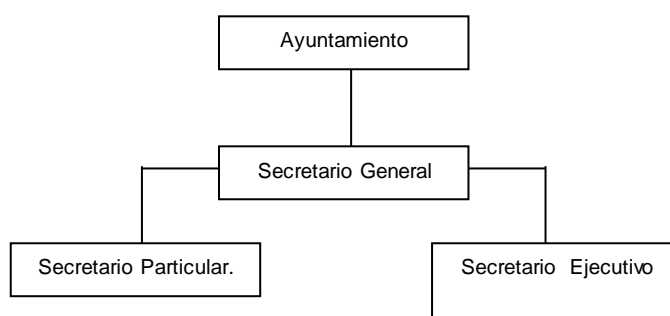 Ayuntamiento
Secretario General
Secretario Particular.
Secretario Ejecutivo